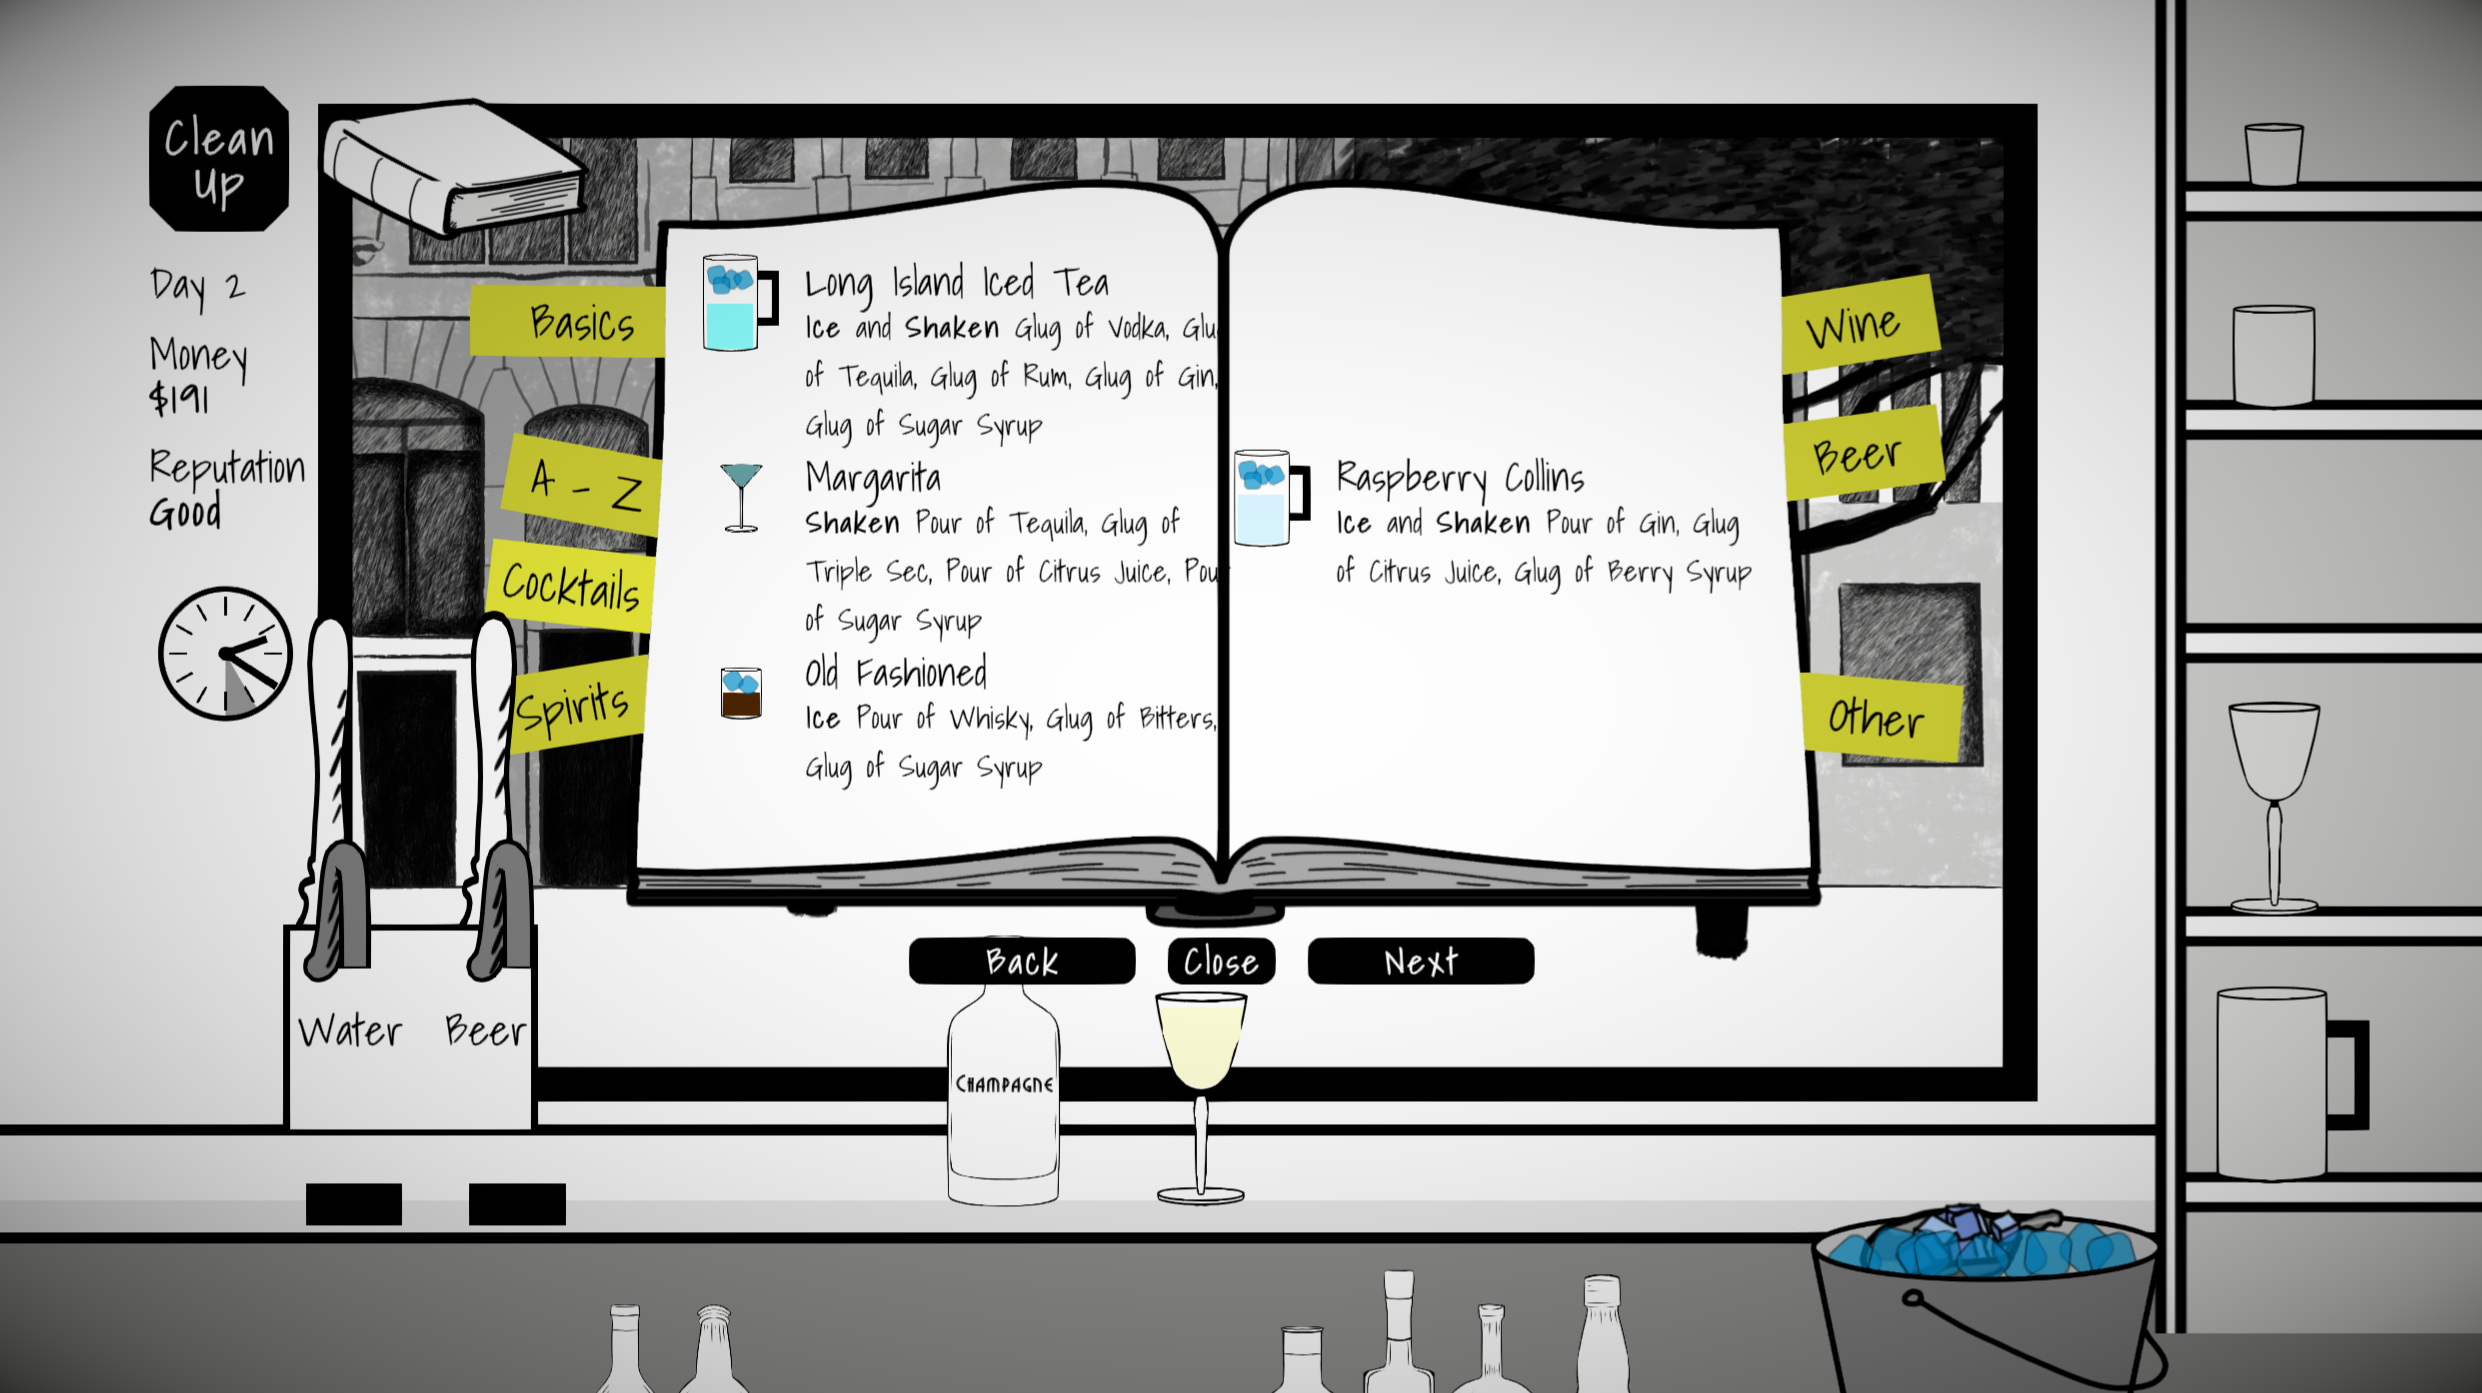 Clean
Up
Day 2
Money
$191
Reputation
Good
Basics
A - Z
Cocktails
Spirits
Long Island Iced Tea
Ice and Shaken Glug of Vodka, Glu
of Tequila, Glug of Rum, Glug of Gin,
Glug of Sugar Syrup
Margarita
Shaken Pour of Tequila, Glug of
Triple Sec, Pour of Citrus Juice, Pou
of Sugar Syrup
Old Fashioned
Ice Pour of Whisky, Glug of Bitters,
Glug of Sugar Syrup
Raspberry Collins
Ice and Shaken Pour of Gin, Glug
of Citrus Juice, Glug of Berry Syrup
Wine
Beer
Other
Back
Close
Next
Water
Beer
CHAMPAGNE